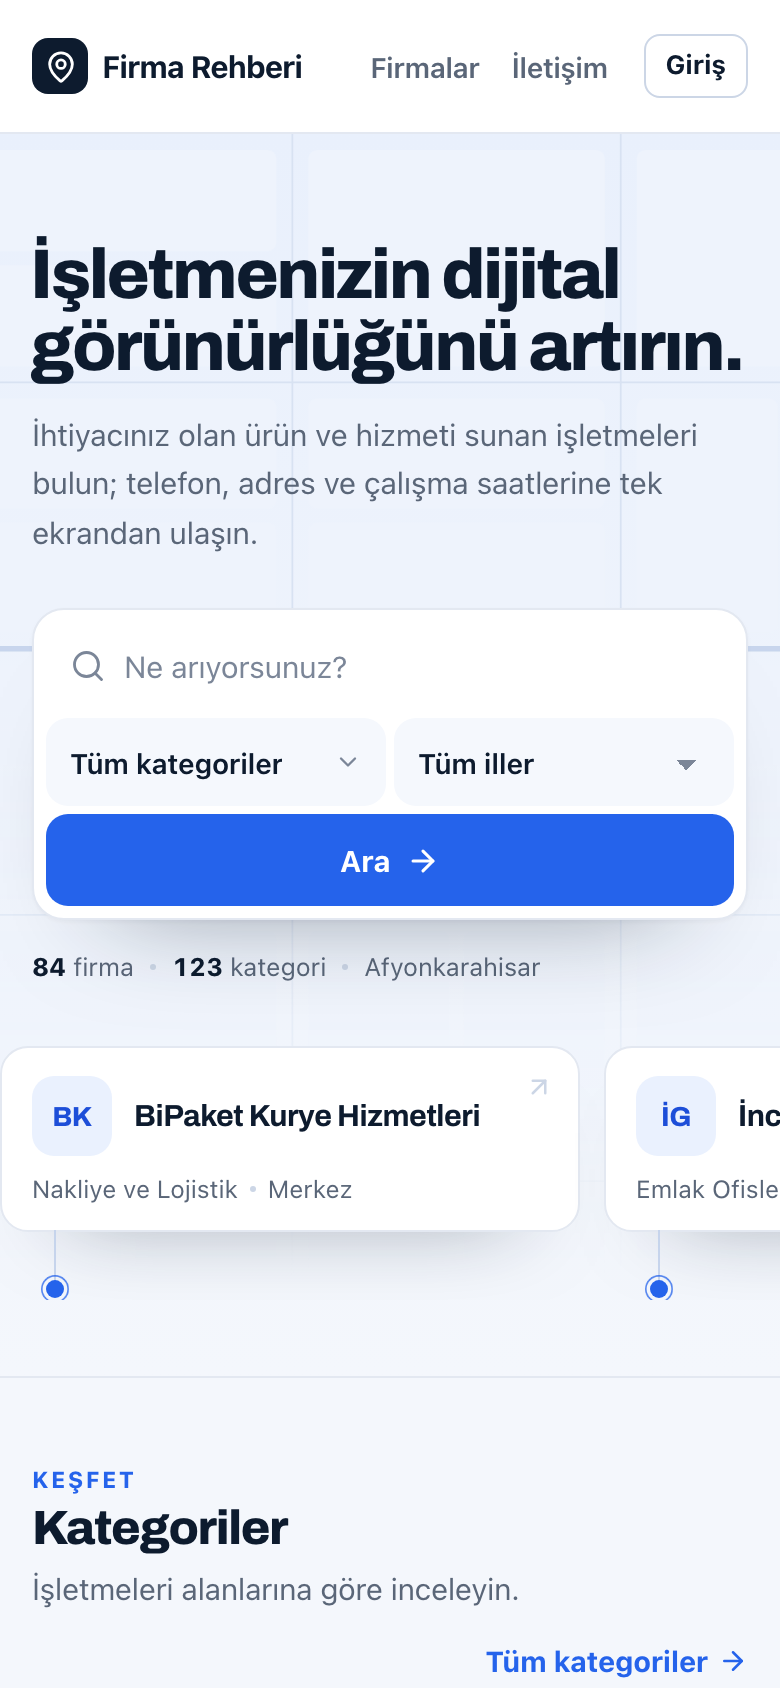 Firma Rehberi
Firmalar
İletişim
Giriş
İşletmenizin dijital
görünürlüğünü artırın.
İhtiyacınız olan ürün ve hizmeti sunan işletmeleri
bulun; telefon, adres ve çalışma saatlerine tek
ekrandan ulaşın.
Ne arıyorsunuz?
Tüm kategoriler
Tüm iller
Ara →
84 firma • 123 kategori • Afyonkarahisar
BK
BiPaket Kurye Hizmetleri
Nakliye ve Lojistik • Merkez
İG
Emlak
KEŞFET
Kategoriler
İşletmeleri alanlarına göre inceleyin.
Tüm kategoriler →